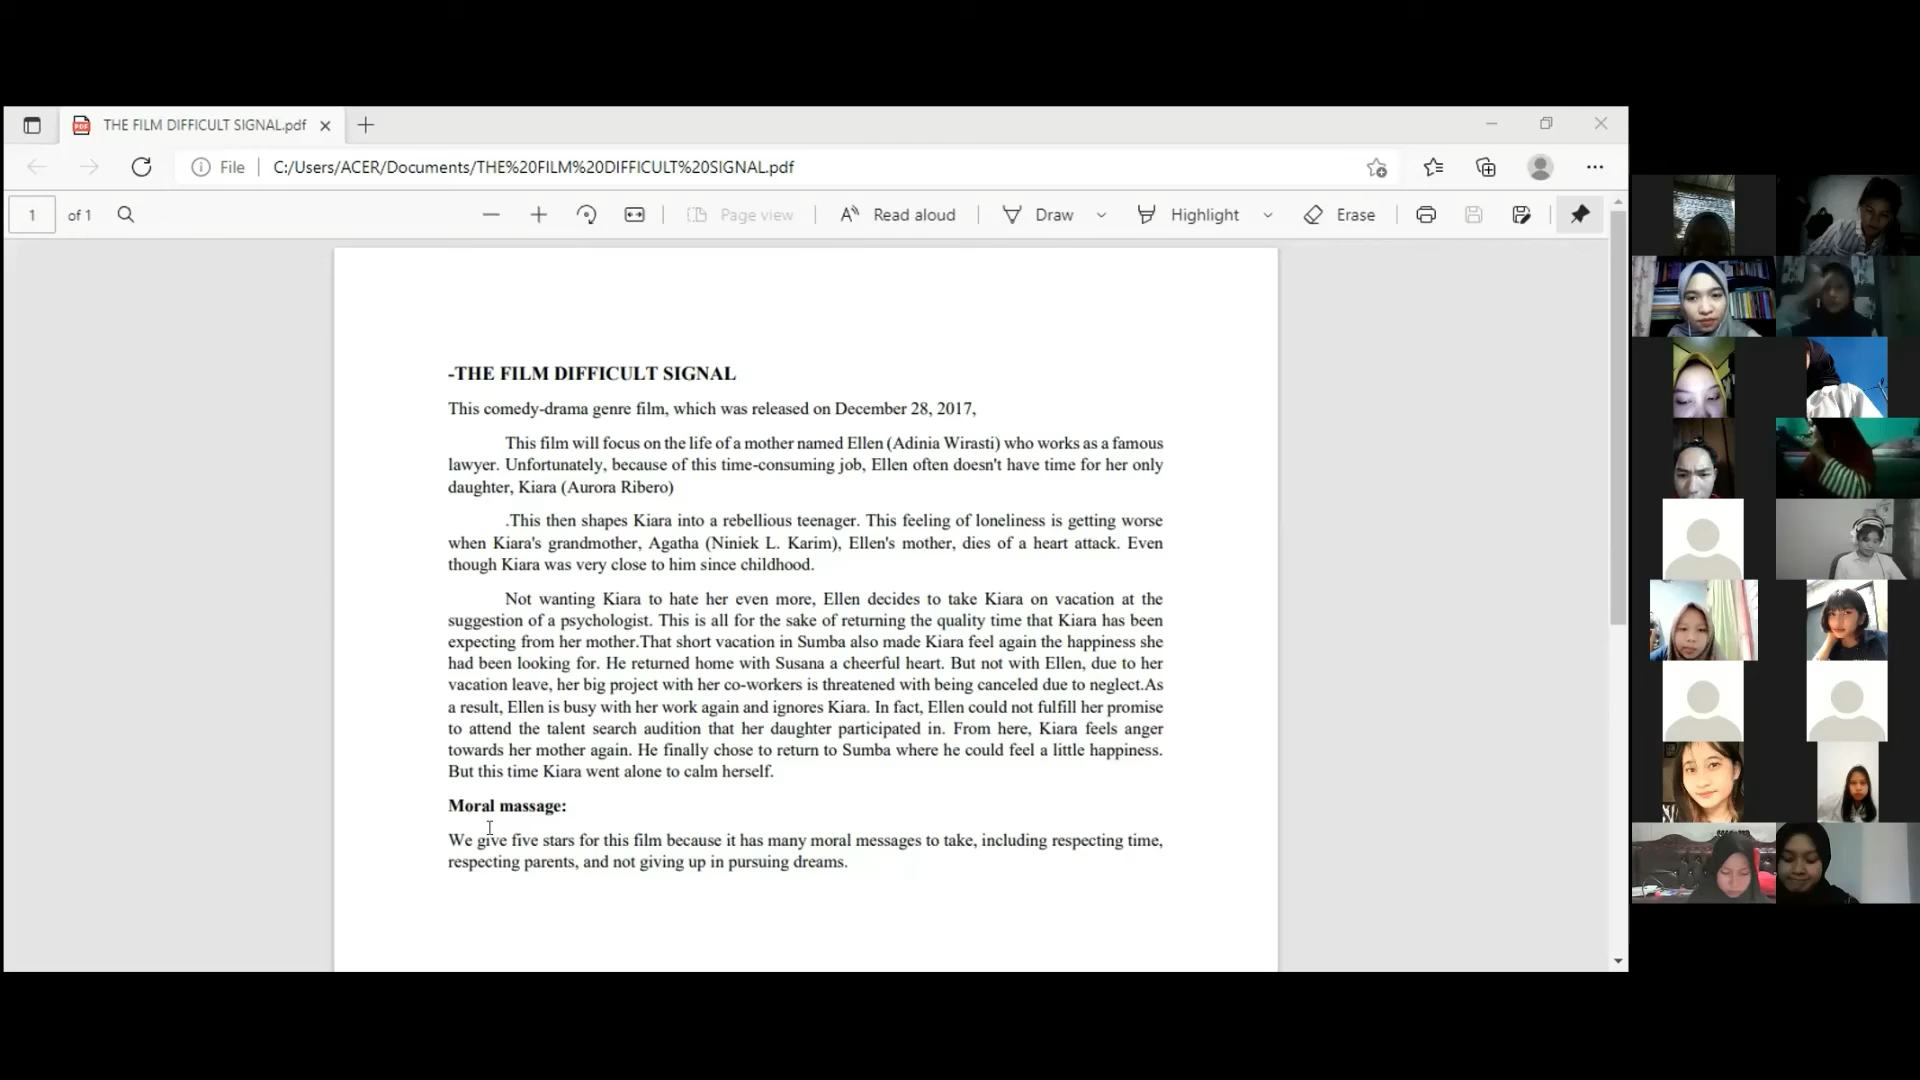 THE FILM DIFFICULT SIGNAL.pdf
File
C:/Users/ACER/Documents/THE%20FILM%20DIFFICULT%20SIGNAL.pdf
1 of 1
Page view
Read aloud
Draw
Highlight
Erase
-THE FILM DIFFICULT SIGNAL
This comedy-drama genre film, which was released on December 28, 2017,
This film will focus on the life of a mother named Ellen (Adinia Wirasti) who works as a famous
lawyer. Unfortunately, because of this time-consuming job, Ellen often doesn't have time for her only
daughter, Kiara (Aurora Ribero)
.This then shapes Kiara into a rebellious teenager. This feeling of loneliness is getting worse
when Kiara's grandmother, Agatha (Niniek L. Karim), Ellen's mother, dies of a heart attack. Even
though Kiara was very close to him since childhood.
Not wanting Kiara to hate her even more, Ellen decides to take Kiara on vacation at the
suggestion of a psychologist. This is all for the sake of returning the quality time that Kiara has been
expecting from her mother.That short vacation in Sumba also made Kiara feel again the happiness she
had been looking for. He returned home with Susana a cheerful heart. But not with Ellen, due to her
vacation leave, her big project with her co-workers is threatened with being canceled due to neglect.As
a result, Ellen is busy with her work again and ignores Kiara. In fact, Ellen could not fulfill her promise
to attend the talent search audition that her daughter participated in. From here, Kiara feels anger
towards her mother again. He finally chose to return to Sumba where he could feel a little happiness.
But this time Kiara went alone to calm herself.
Moral massage:
We give five stars for this film because it has many moral messages to take, including respecting time,
respecting parents, and not giving up in pursuing dreams.